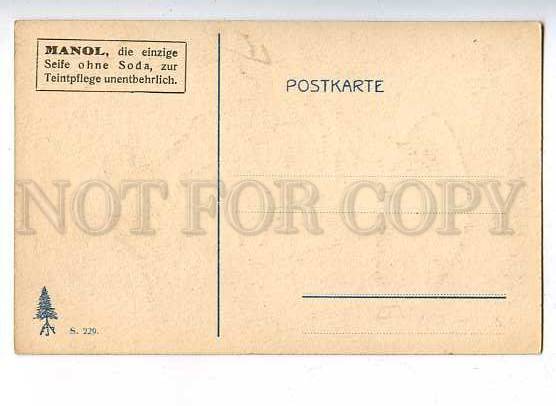 MANOL, die einzige
Seife ohne Soda, zur
Teintpflege unentbehrlich.
POSTKARTE
NOT FOR COPY
S. 229.